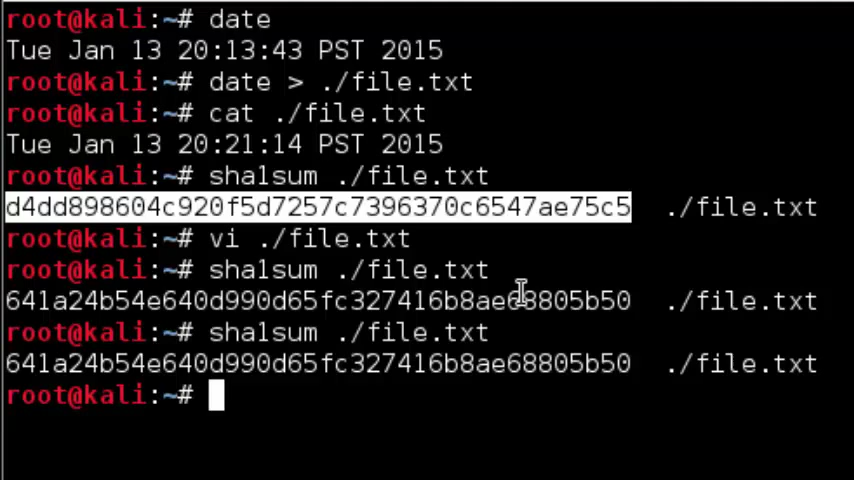 root@kali:~# date
Tue Jan 13 20:13:43 PST 2015
root@kali:~# date > ./file.txt
root@kali:~# cat ./file.txt
Tue Jan 13 20:21:14 PST 2015
root@kali:~# sha1sum ./file.txt
d4dd898604c920f5d7257c7396370c6547ae75c5  ./file.txt
root@kali:~# vi ./file.txt
root@kali:~# sha1sum ./file.txt
641a24b54e640d990d65fc327416b8ae68805b50  ./file.txt
root@kali:~# sha1sum ./file.txt
641a24b54e640d990d65fc327416b8ae68805b50  ./file.txt
root@kali:~#